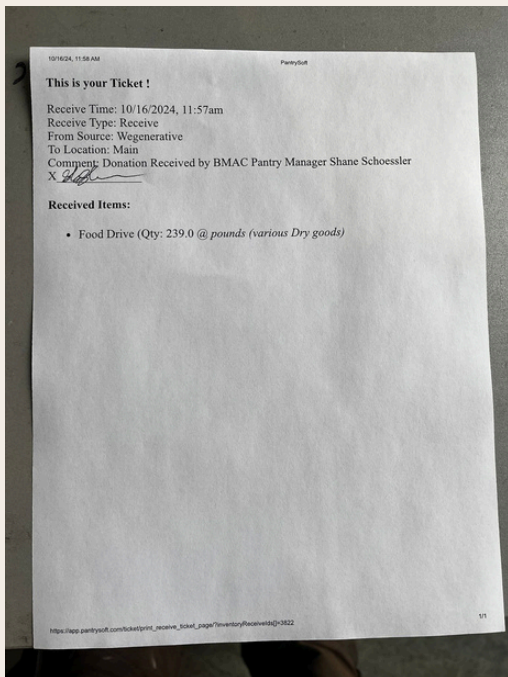 10/16/24, 11:58 AM
PantrySoft
This is your Ticket !
Receive Time: 10/16/2024, 11:57am
Receive Type: Receive
From Source: Wegenerative
To Location: Main
Comment: Donation Received by BMAC Pantry Manager Shane Schoessler
X
Received Items:
• Food Drive (Qty: 239.0 @ pounds (various Dry goods)
https://app.pantrysoft.com/ticket/print_receive_ticket_page/?inventoryReceiveIds[]=3822
1/1